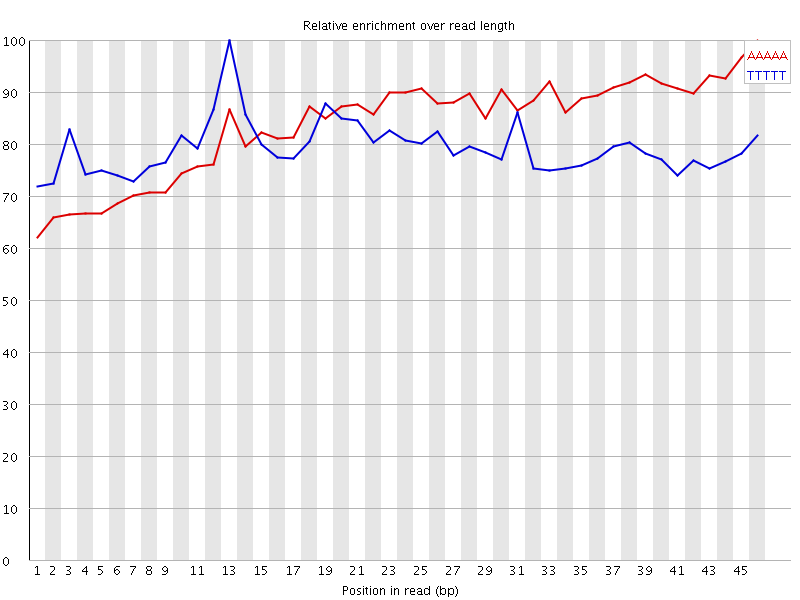 Relative enrichment over read length
100
90
80
70
60
50
40
30
20
10
0
AAAAA
TTTTT
1 2 3 4 5 6 7 8 9 11 13 15 17 19 21 23 25 27 29 31 33 35 37 39 41 43 45
Position in read (bp)